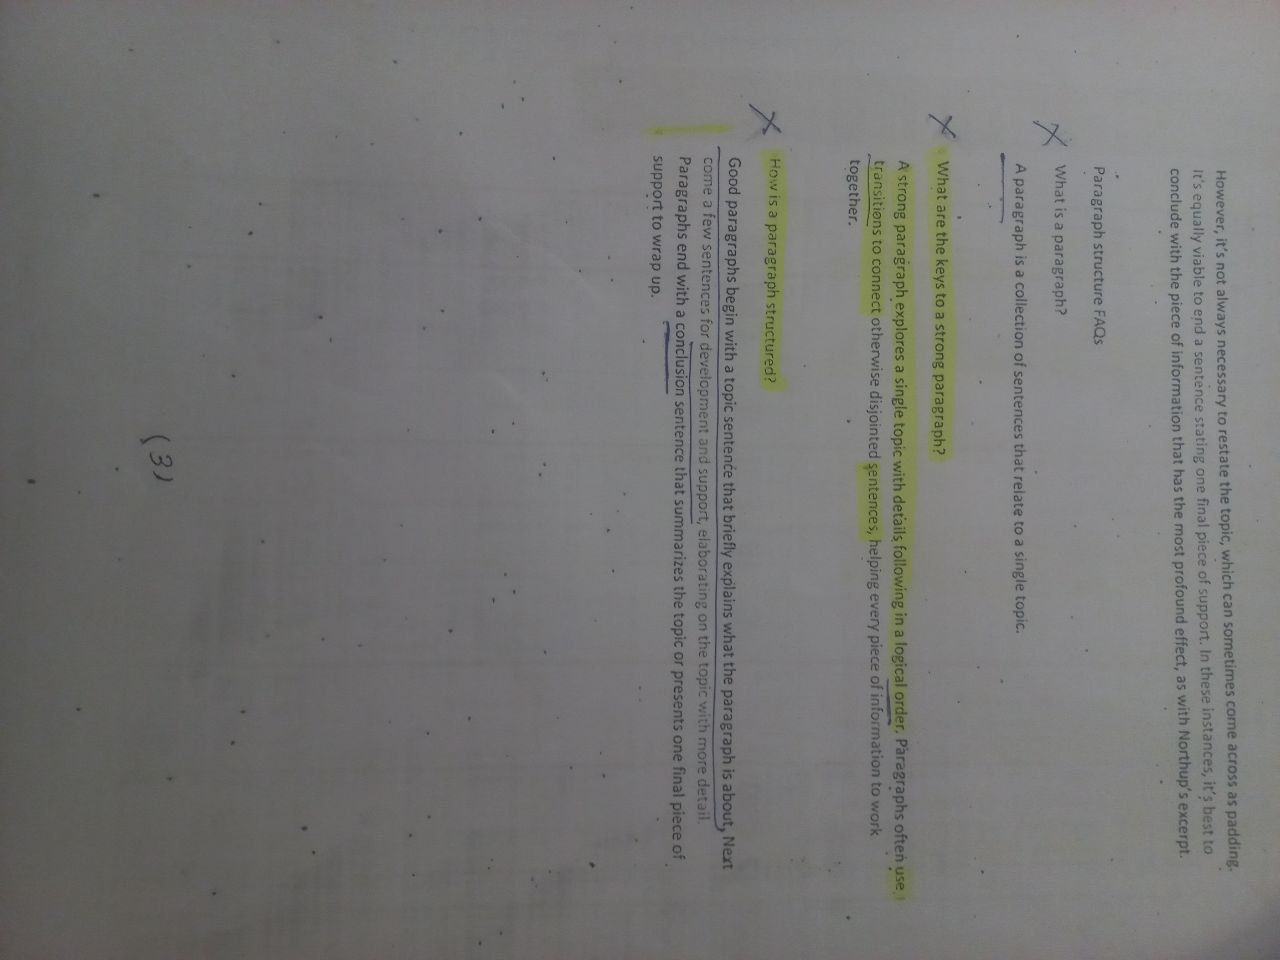 However, it's not always necessary to restate the topic, which can sometimes come across as padding.
It's equally viable to end a sentence stating one final piece of support. In these instances, it's best to
conclude with the piece of information that has the most profound effect, as with Northup's excerpt.
Paragraph structure FAQs
What is a paragraph?
A paragraph is a collection of sentences that relate to a single topic.
What are the keys to a strong paragraph?
A strong paragraph explores a single topic with details following in a logical order. Paragraphs often use
transitions to connect otherwise disjointed sentences, helping every piece of information to work
together.
How is a paragraph structured?
Good paragraphs begin with a topic sentence that briefly explains what the paragraph is about, Next
come a few sentences for development and support, elaborating on the topic with more detail.
Paragraphs end with a conclusion sentence that summarizes the topic or presents one final piece of
support to wrap up.
(3)